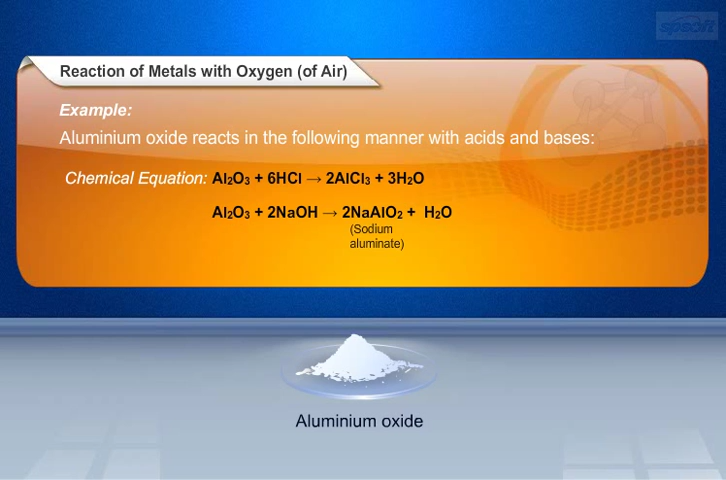 spsoft
Reaction of Metals with Oxygen (of Air)
Example:
Aluminium oxide reacts in the following manner with acids and bases:
Chemical Equation: Al₂O₃ + 6HCl → 2AlCl₃ + 3H₂O
Al₂O₃ + 2NaOH → 2NaAlO₂ + H₂O
(Sodium
aluminate)
Aluminium oxide